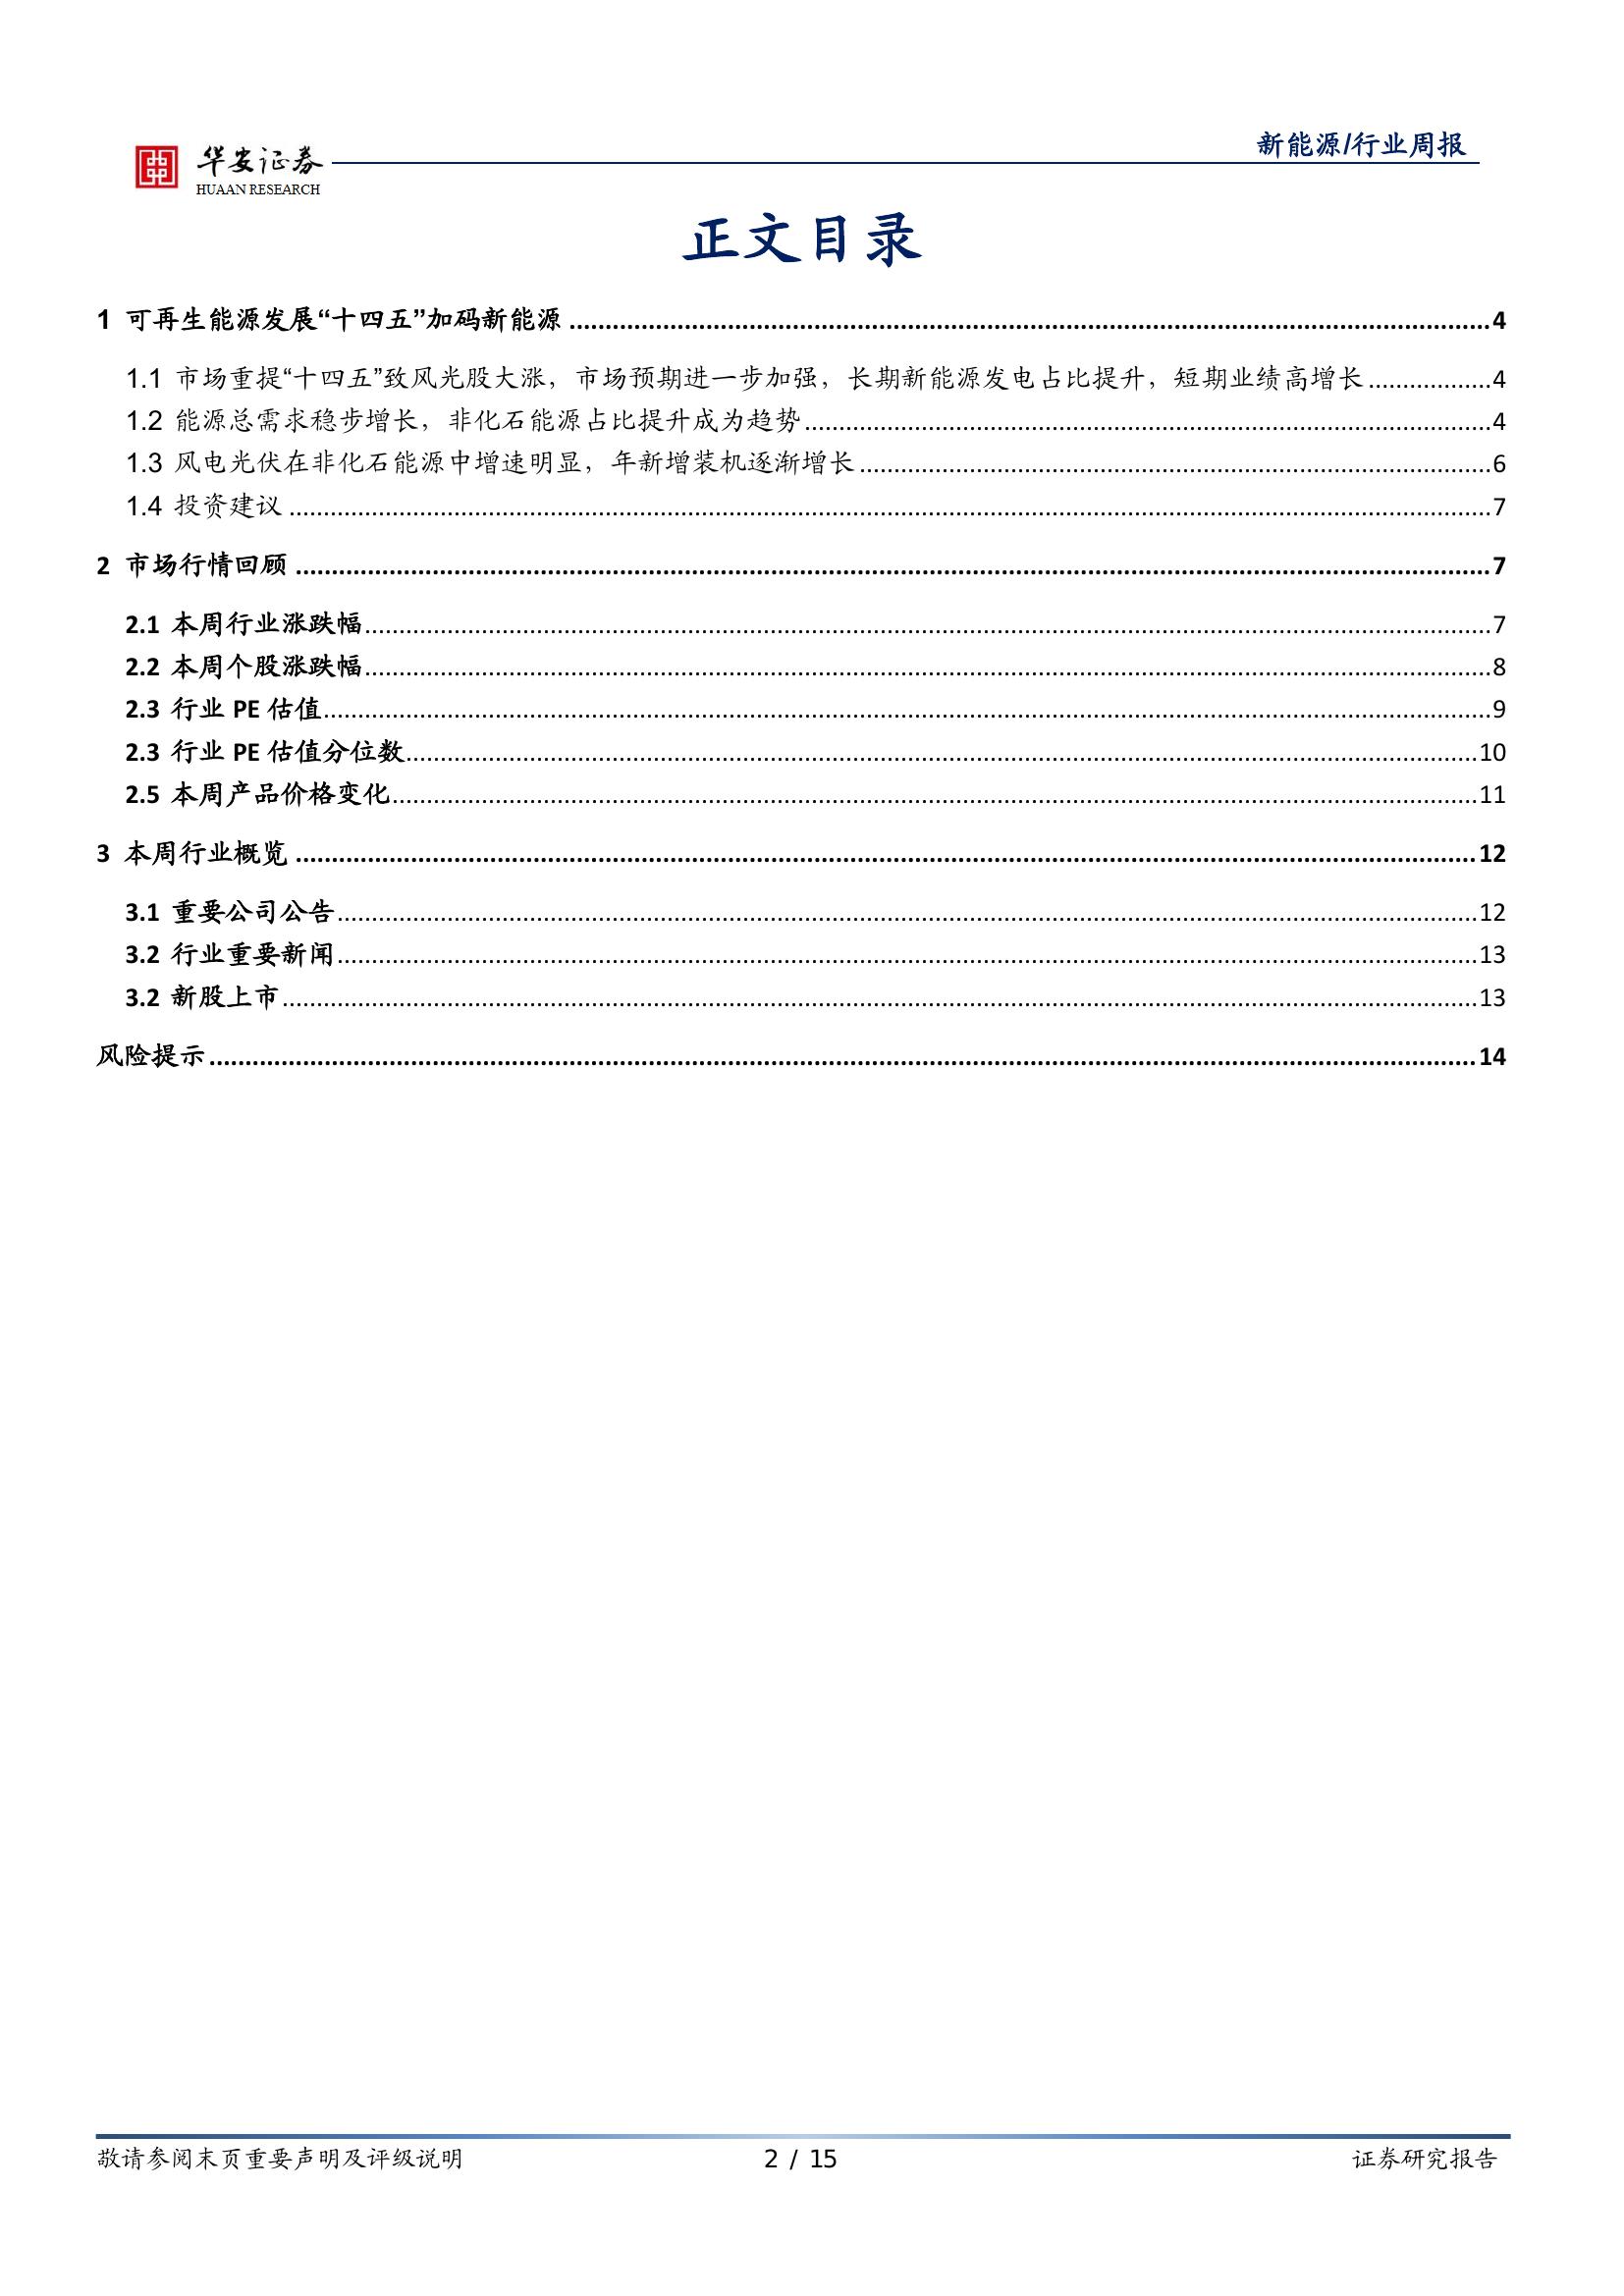 华安证券
HUAAN RESEARCH
新能源/行业周报
正文目录
1 可再生能源发展“十四五”加码新能源 ........ 4
1.1 市场重提“十四五”致风光股大涨，市场预期进一步加强，长期新能源发电占比提升，短期业绩高增长 ........ 4
1.2 能源总需求稳步增长，非化石能源占比提升成为趋势 ........ 4
1.3 风电光伏在非化石能源中增速明显，年新增装机逐渐增长 ........ 6
1.4 投资建议 ........ 7
2 市场行情回顾 ........ 7
2.1 本周行业涨跌幅 ........ 7
2.2 本周个股涨跌幅 ........ 8
2.3 行业 PE 估值 ........ 9
2.3 行业 PE 估值分位数 ........ 10
2.5 本周产品价格变化 ........ 11
3 本周行业概览 ........ 12
3.1 重要公司公告 ........ 12
3.2 行业重要新闻 ........ 13
3.2 新股上市 ........ 13
风险提示 ........ 14
敬请参阅末页重要声明及评级说明
2 / 15
证券研究报告